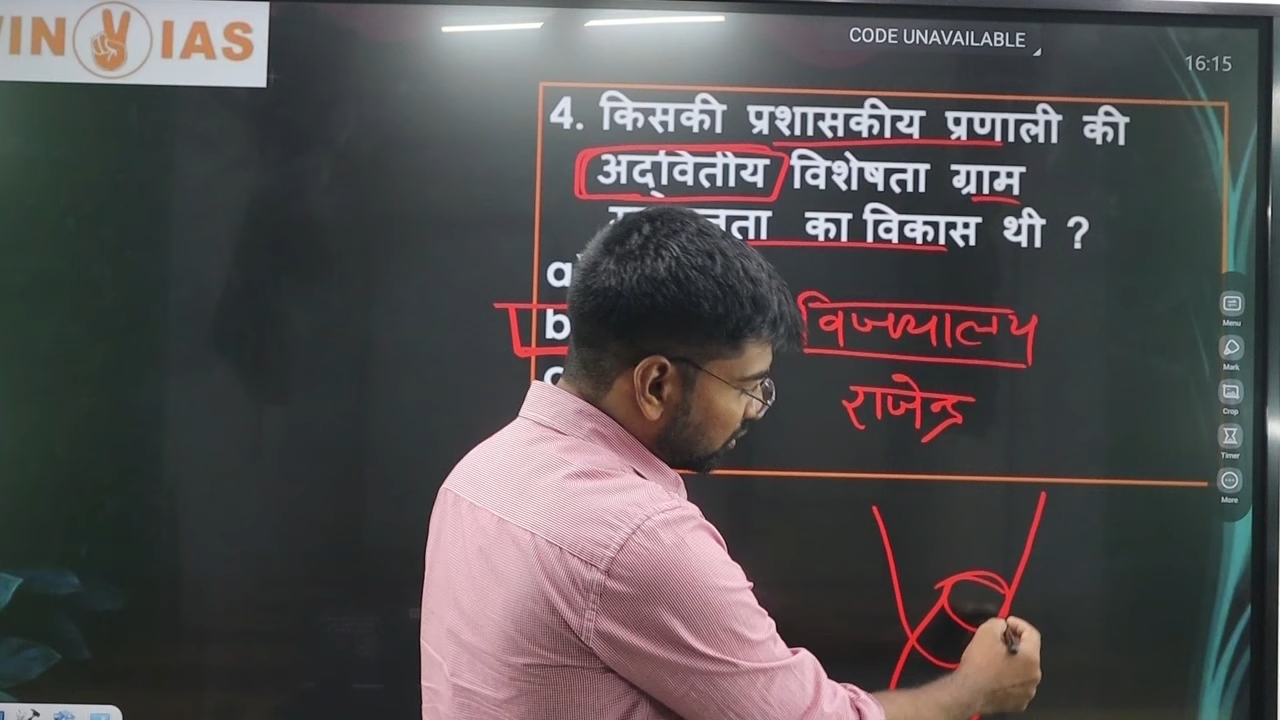 WIN IAS
CODE UNAVAILABLE
16:15
4. किसकी प्रशासकीय प्रणाली की
अद्वितीय विशेषता ग्राम
का विकास थी ?
a
b
विजयालय
c
राजेन्द्र
Menu
Mark
Crop
Timer
More